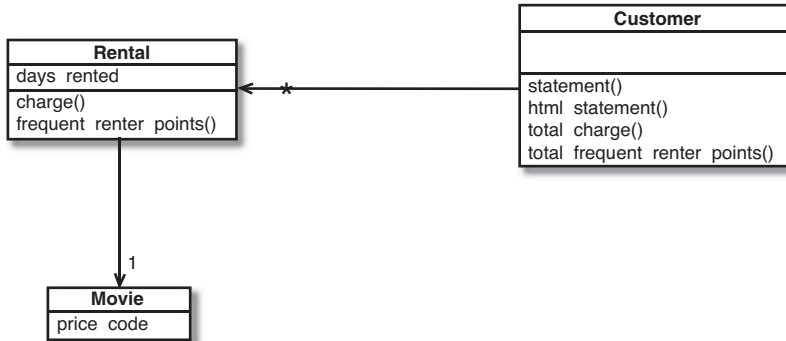 Customer
statement()
html statement()
total charge()
total frequent renter points()
Rental
days rented
charge()
frequent renter points()
*
1
Movie
price code